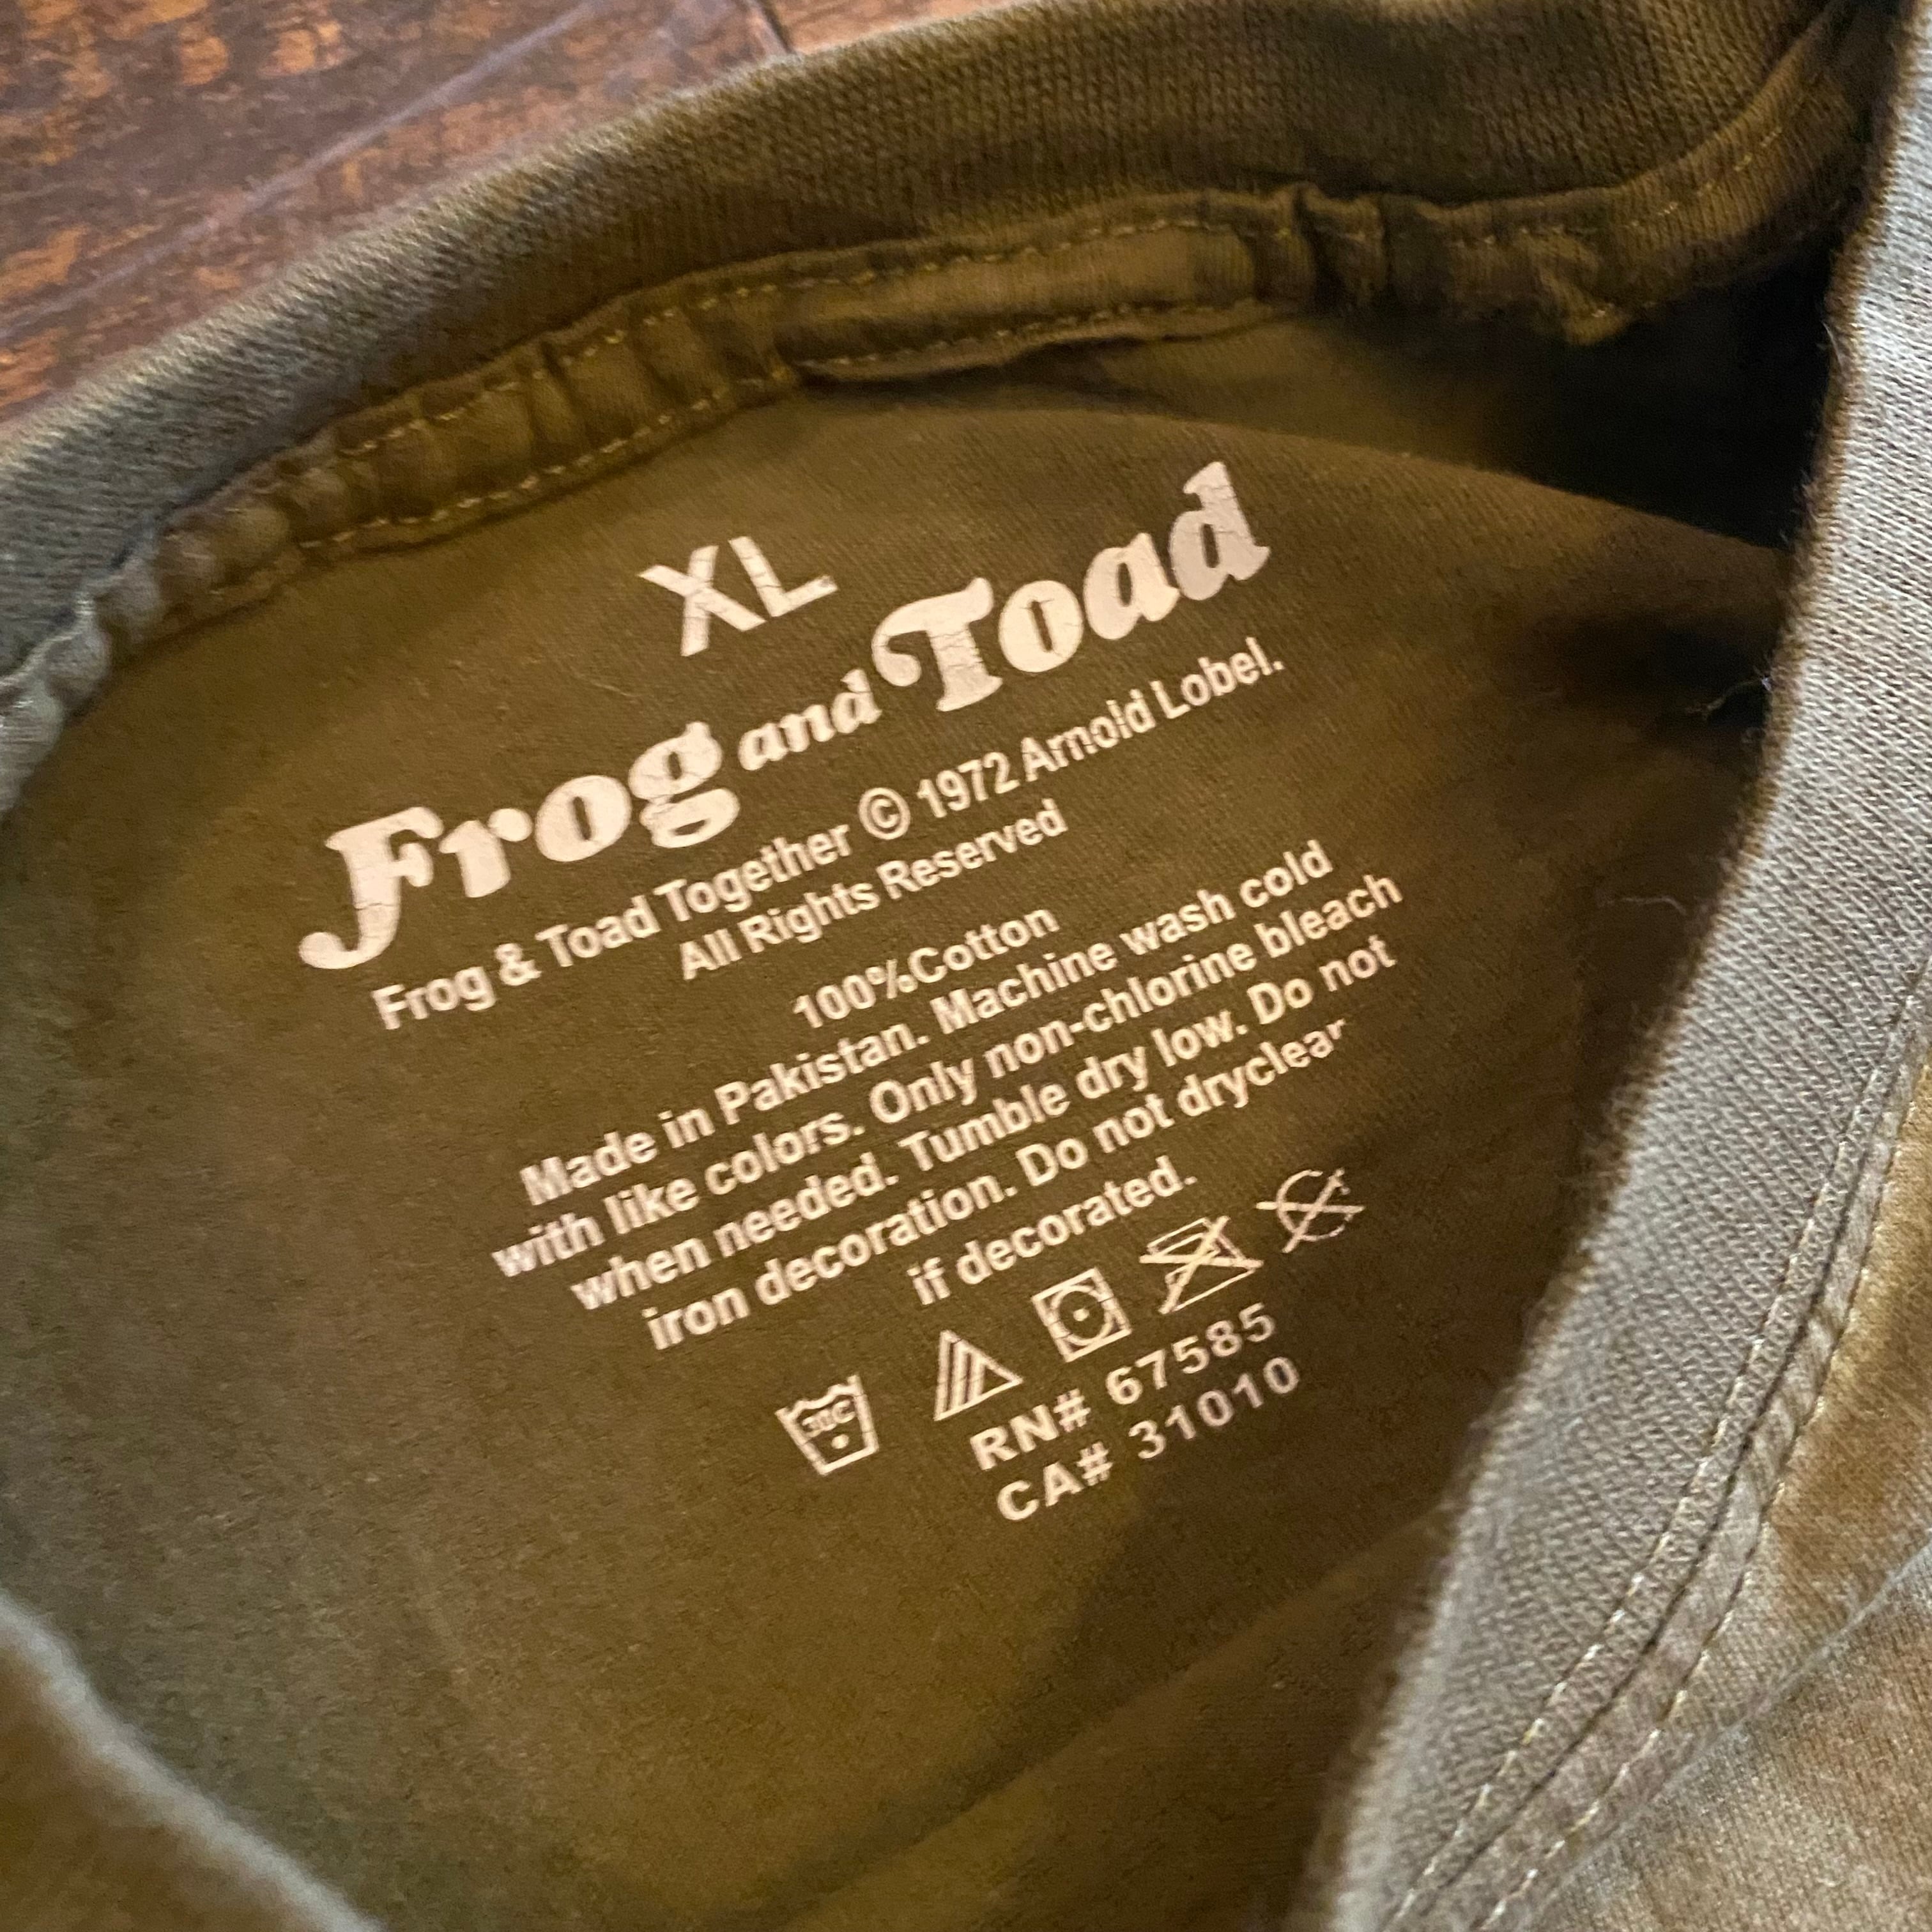 XL
Frog and Toad
Frog & Toad Together © 1972 Arnold Lobel.
All Rights Reserved
100%Cotton
Made in Pakistan. Machine wash cold
with like colors. Only non-chlorine bleach
when needed. Tumble dry low. Do not
iron decoration. Do not dryclean
if decorated.
30C
RN# 67585
CA# 31010